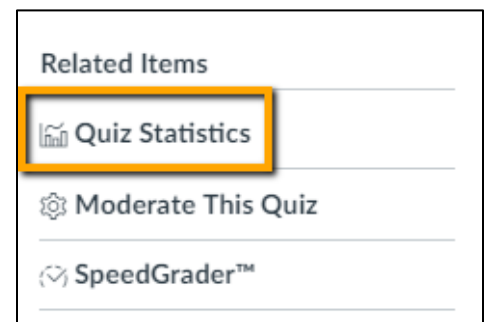 Related Items
Quiz Statistics
Moderate This Quiz
SpeedGrader™